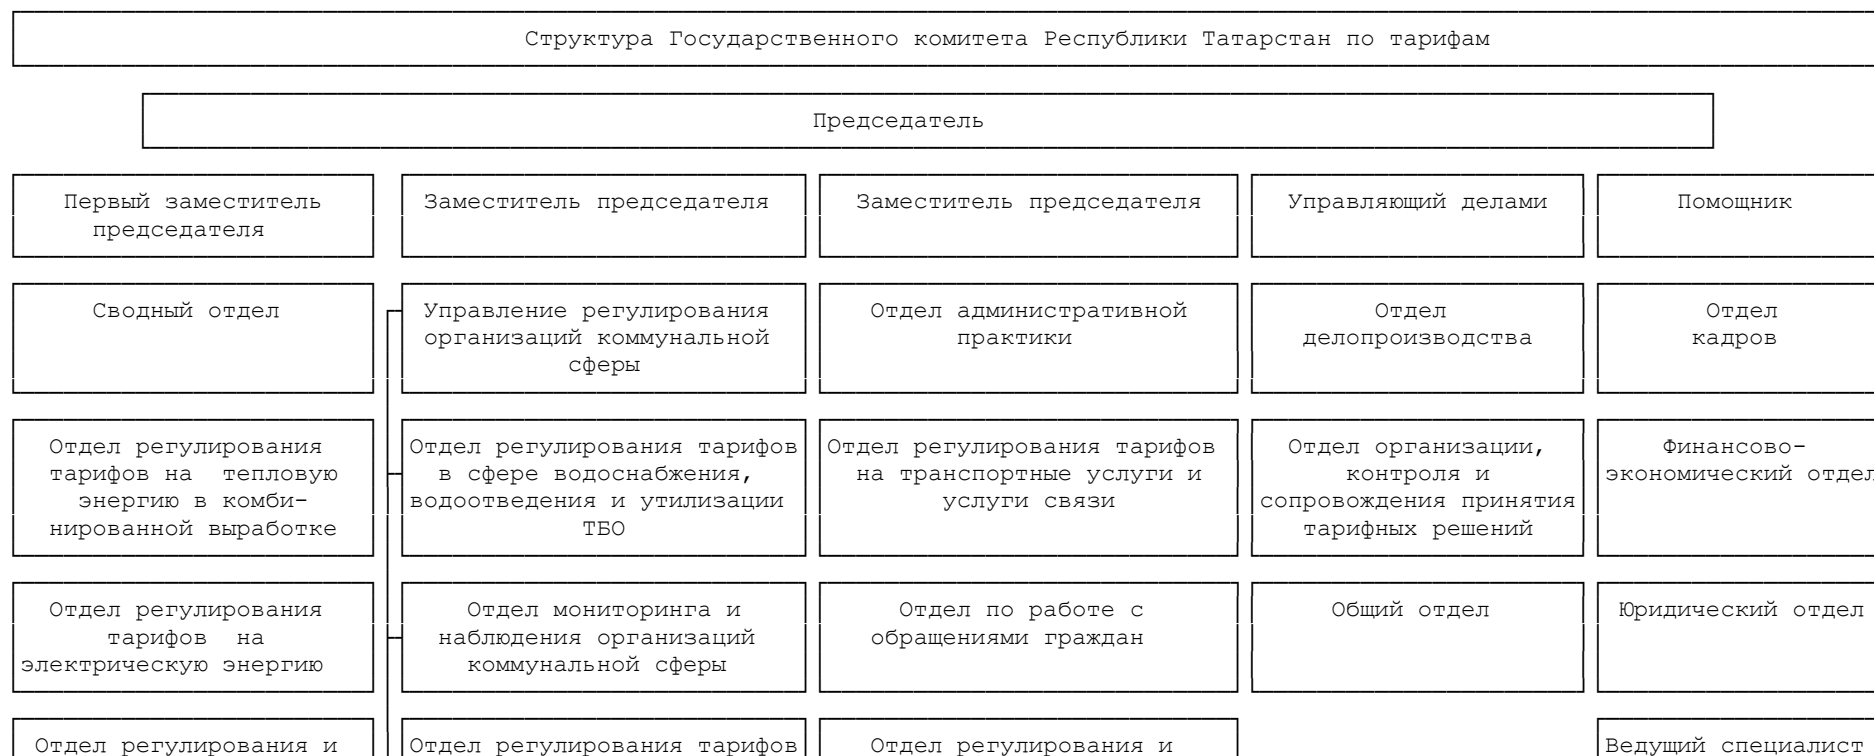 Структура Государственного комитета Республики Татарстан по тарифам
Председатель
Первый заместитель
председателя
Заместитель председателя
Заместитель председателя
Управляющий делами
Помощник
Сводный отдел
Управление регулирования
организаций коммунальной
сферы
Отдел административной
практики
Отдел
делопроизводства
Отдел
кадров
Отдел регулирования
тарифов на тепловую
энергию в комби-
нированной выработке
Отдел регулирования тарифов
в сфере водоснабжения,
водоотведения и утилизации
ТБО
Отдел регулирования тарифов
на транспортные услуги и
услуги связи
Отдел организации,
контроля и
сопровождения принятия
тарифных решений
Финансово-
экономический отдел
Отдел регулирования
тарифов на
электрическую энергию
Отдел мониторинга и
наблюдения организаций
коммунальной сферы
Отдел по работе с
обращениями граждан
Общий отдел
Юридический отдел
Отдел регулирования и
Отдел регулирования тарифов
Отдел регулирования и
Ведущий специалист